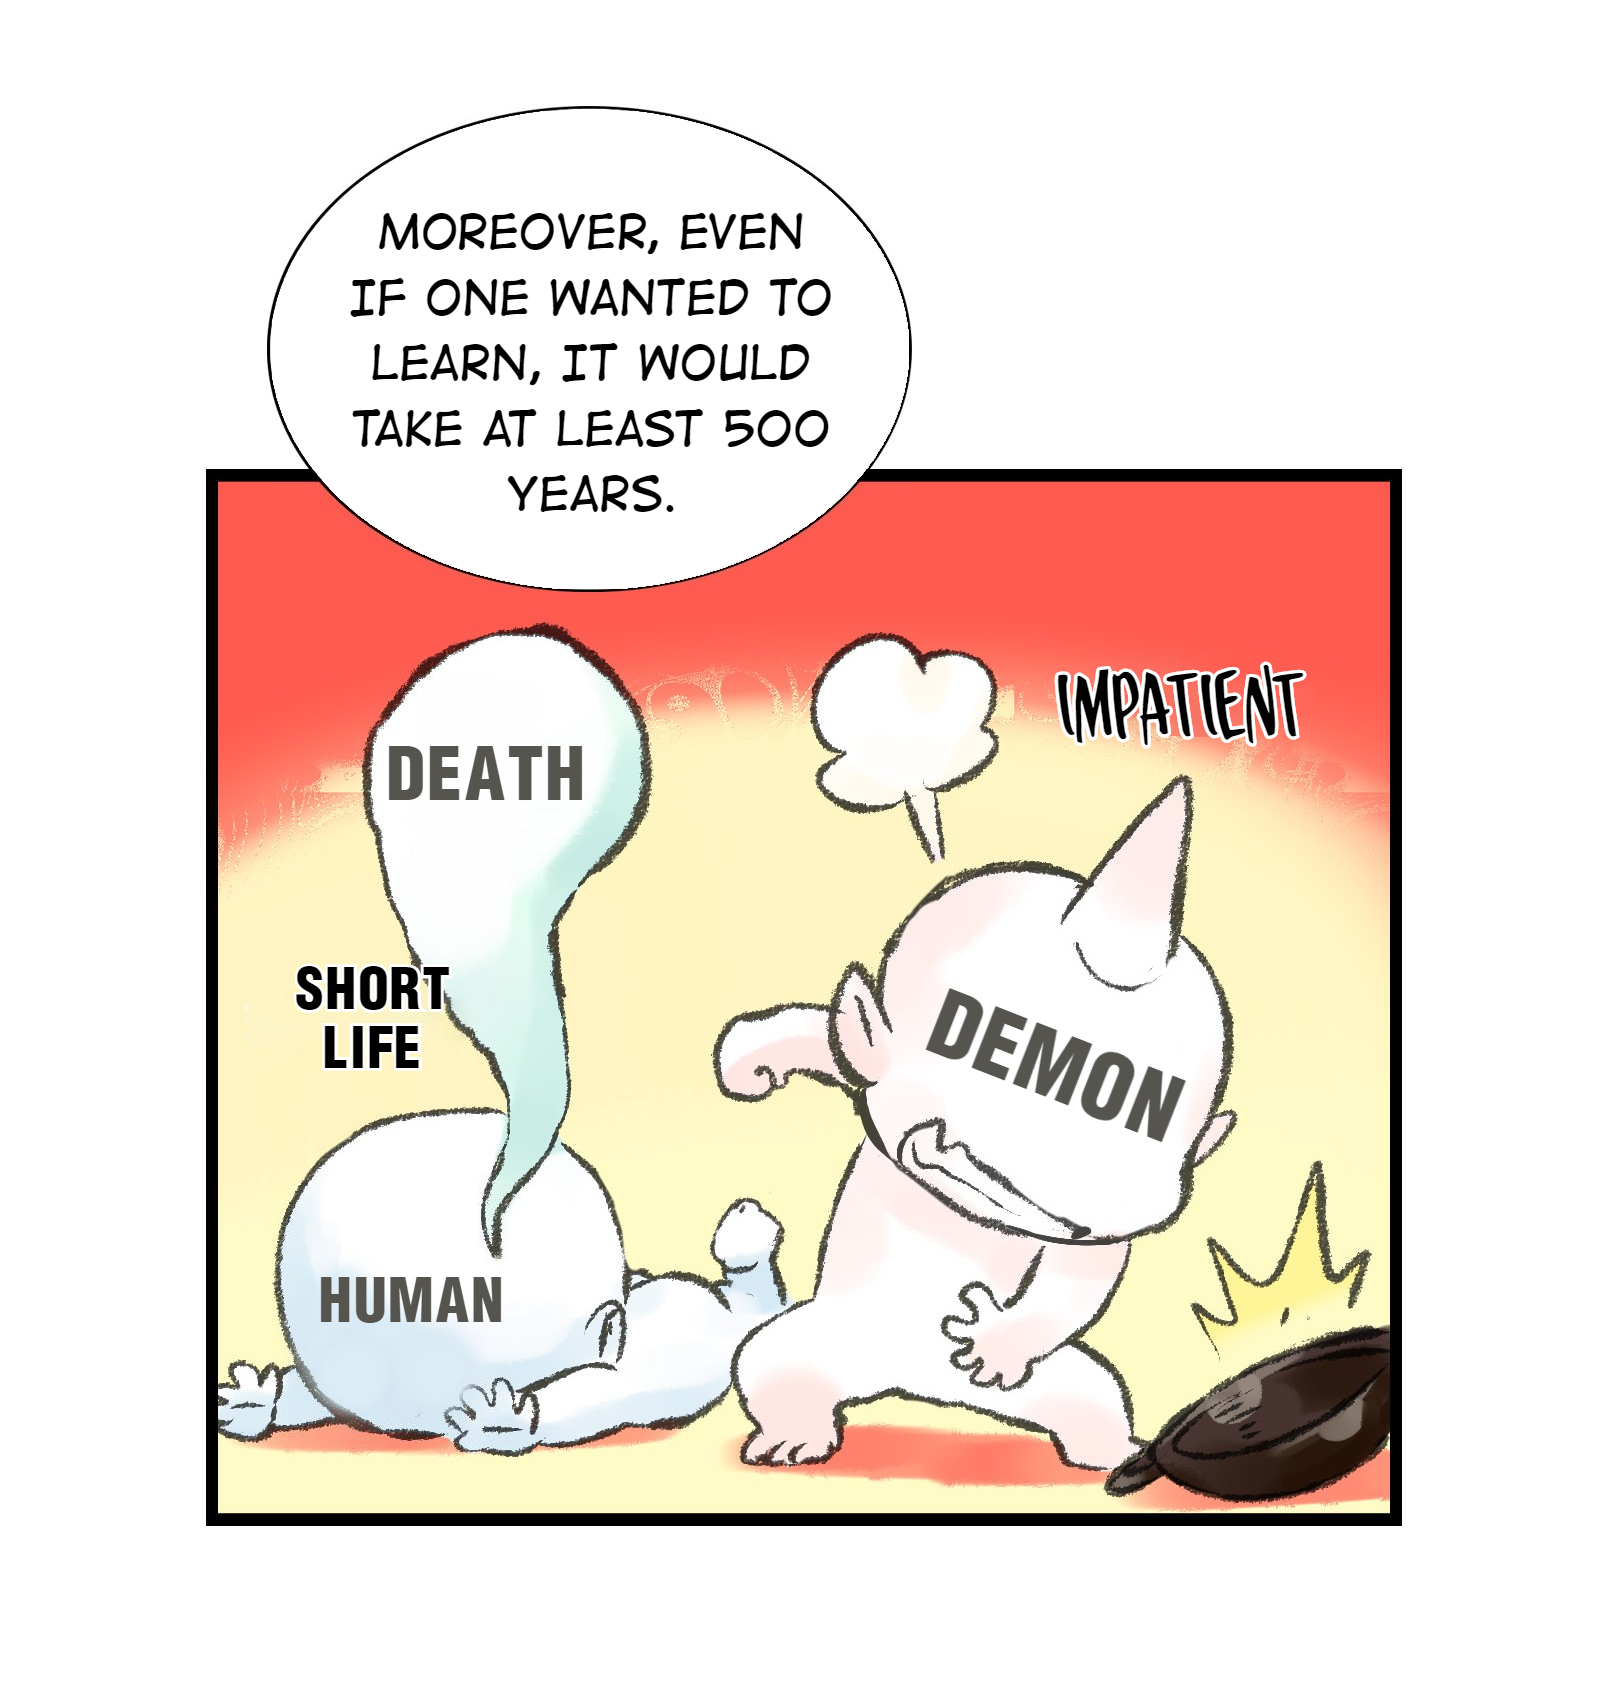 MOREOVER, EVEN
IF ONE WANTED TO
LEARN, IT WOULD
TAKE AT LEAST 500
YEARS.
IMPATIENT
DEATH
SHORT
LIFE
DEMON
HUMAN